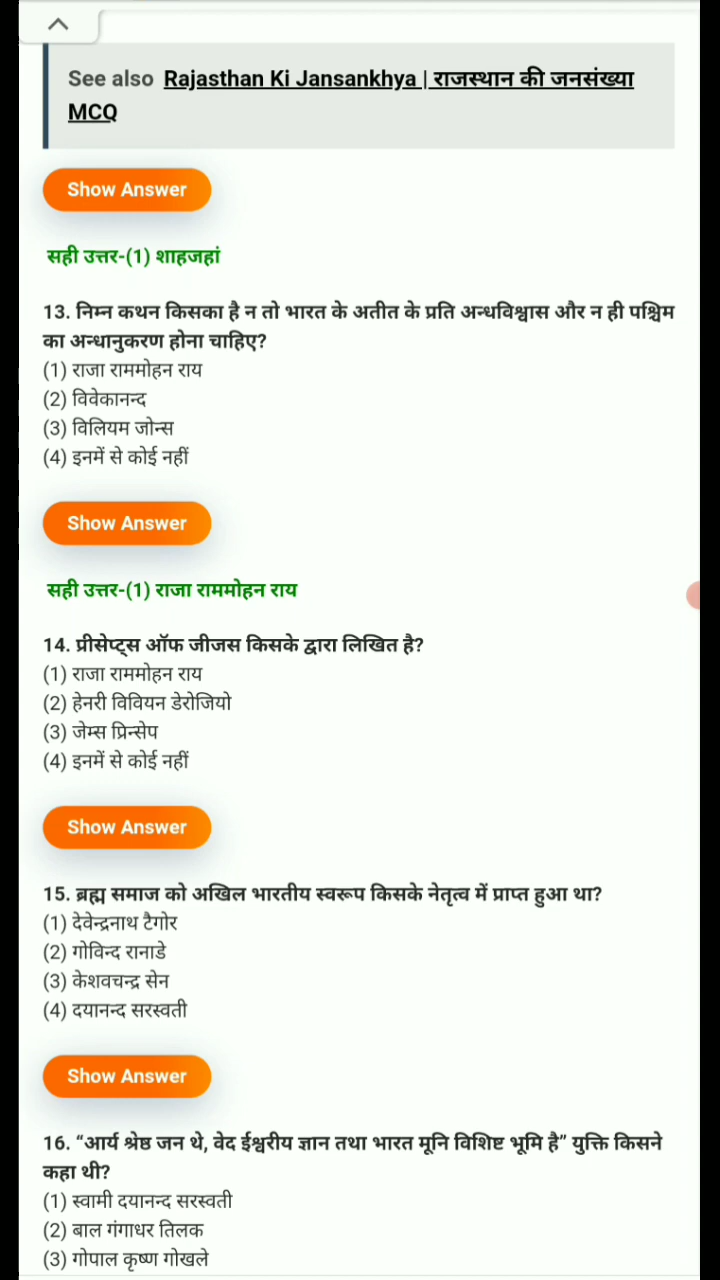 See also Rajasthan Ki Jansankhya | राजस्थान की जनसंख्या
MCQ
Show Answer
सही उत्तर-(1) शाहजहां
13. निम्न कथन किसका है न तो भारत के अतीत के प्रति अन्धविश्वास और न ही पश्चिम
का अन्धानुकरण होना चाहिए?
(1) राजा राममोहन राय
(2) विवेकानन्द
(3) विलियम जोन्स
(4) इनमें से कोई नहीं
Show Answer
सही उत्तर-(1) राजा राममोहन राय
14. प्रीसेप्ट्स ऑफ जीजस किसके द्वारा लिखित है?
(1) राजा राममोहन राय
(2) हेनरी विवियन डेरोजियो
(3) जेम्स प्रिन्सेप
(4) इनमें से कोई नहीं
Show Answer
15. ब्रह्म समाज को अखिल भारतीय स्वरूप किसके नेतृत्व में प्राप्त हुआ था?
(1) देवेन्द्रनाथ टैगोर
(2) गोविन्द रानाडे
(3) केशवचन्द्र सेन
(4) दयानन्द सरस्वती
Show Answer
16. “आर्य श्रेष्ठ जन थे, वेद ईश्वरीय ज्ञान तथा भारत मूनि विशिष्ट भूमि है” युक्ति किसने
कहा थी?
(1) स्वामी दयानन्द सरस्वती
(2) बाल गंगाधर तिलक
(3) गोपाल कृष्ण गोखले